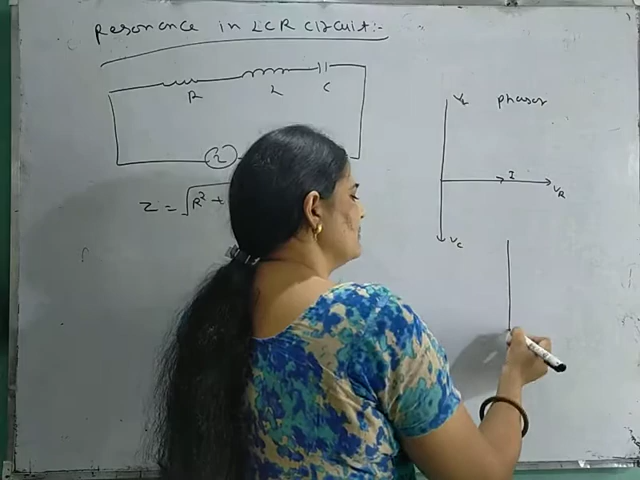 Resonance in LCR Circuit:-
R L C
VL phasor
I VR
VC
Z = √R² +